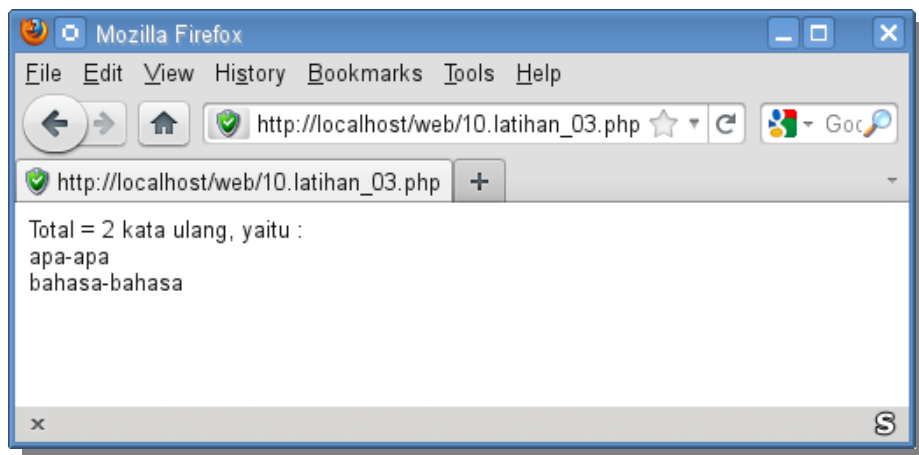 Mozilla Firefox
File Edit View History Bookmarks Tools Help
http://localhost/web/10.latihan_03.php Goo
http://localhost/web/10.latihan_03.php +
Total = 2 kata ulang, yaitu :
apa-apa
bahasa-bahasa